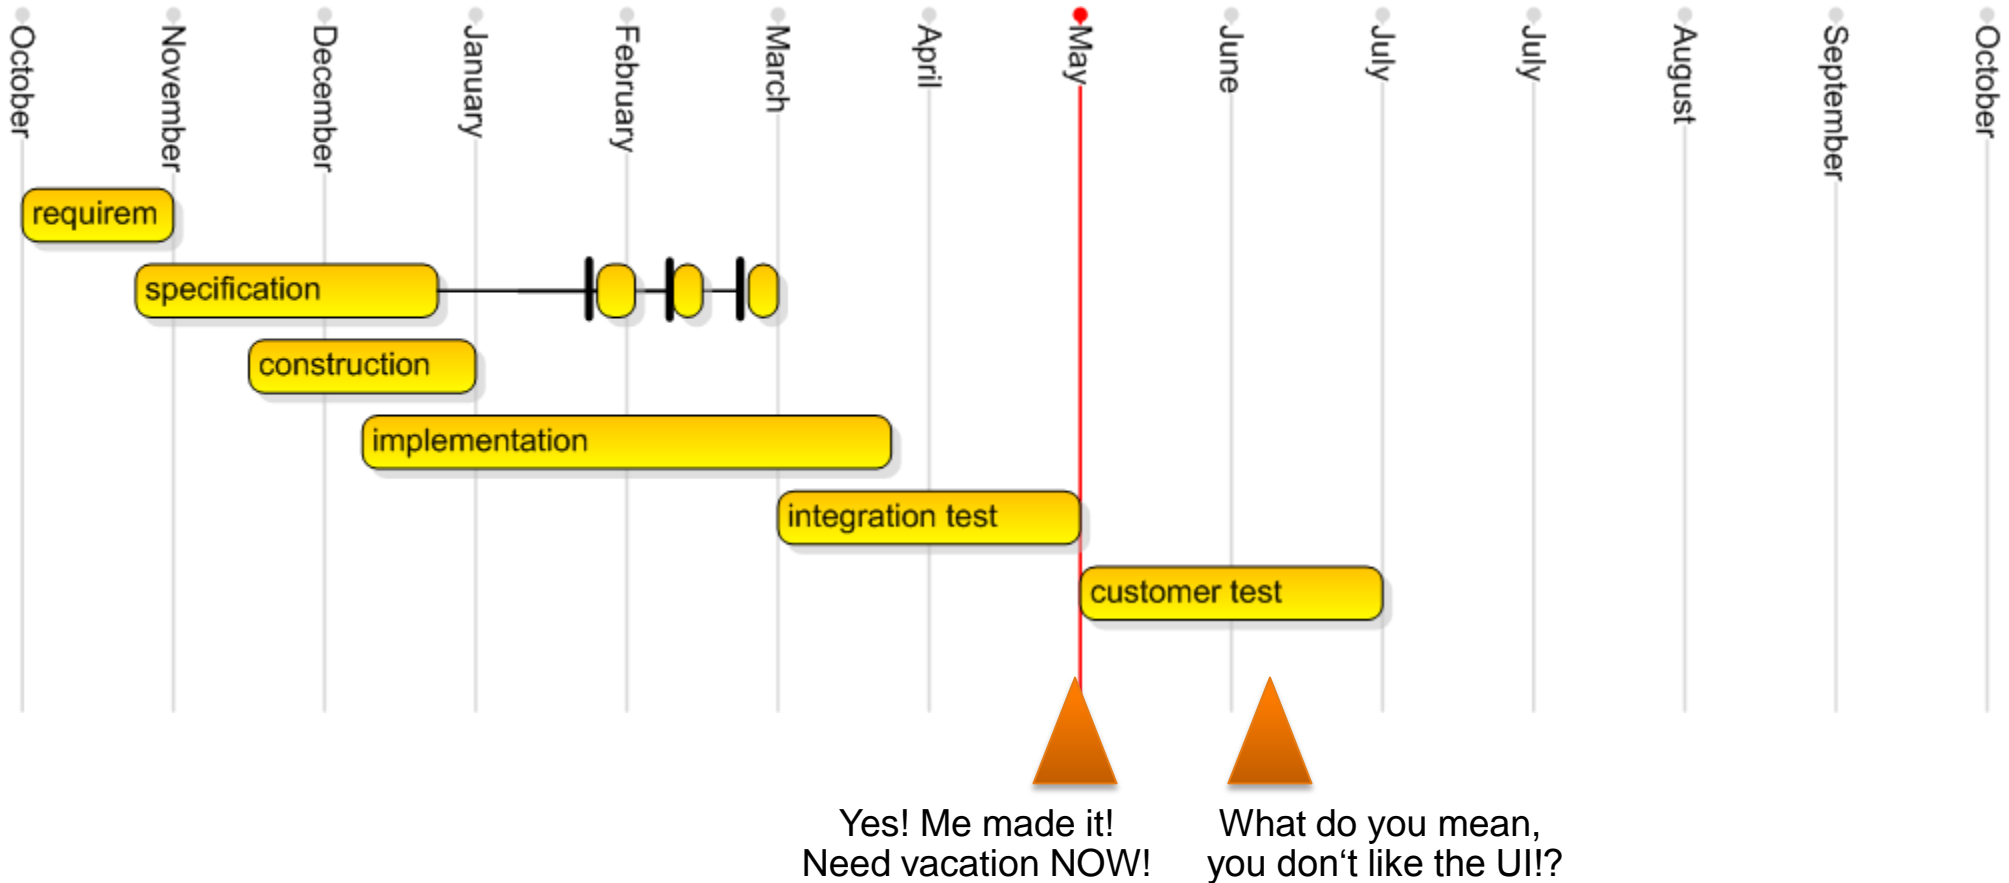 October
November
December
January
February
March
April
May
June
July
July
August
September
October
requirem
specification
construction
implementation
integration test
customer test
Yes! Me made it!
Need vacation NOW!
What do you mean,
you don‘t like the UI!?